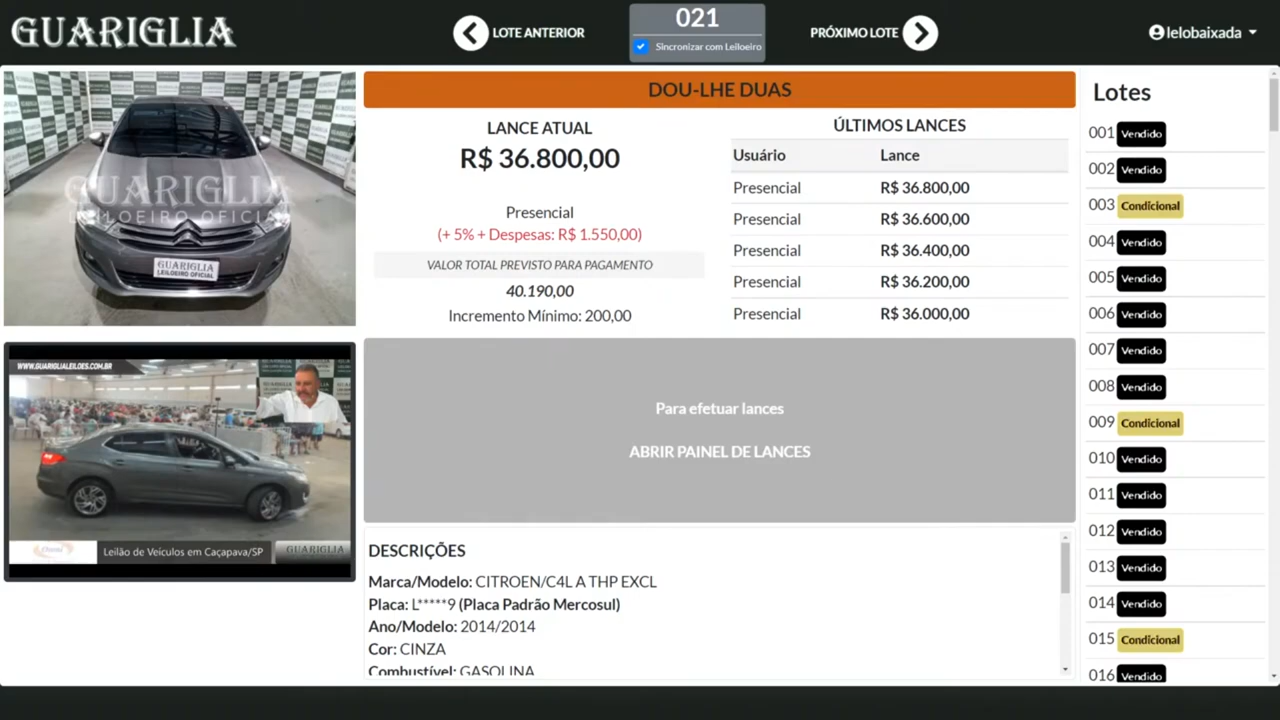 GUARIGLIA
LOTE ANTERIOR
021
Sincronizar com Leiloeiro
PRÓXIMO LOTE
lelobaixada
GUARIGLIA
LEILOEIRO OFICIAL
GUARIGLIA
LEILOEIRO OFICIAL
DOU-LHE DUAS
LANCE ATUAL
R$ 36.800,00
Presencial
(+ 5% + Despesas: R$ 1.550,00)
VALOR TOTAL PREVISTO PARA PAGAMENTO
40.190,00
Incremento Mínimo: 200,00
ÚLTIMOS LANCES
Usuário Lance
Presencial R$ 36.800,00
Presencial R$ 36.600,00
Presencial R$ 36.400,00
Presencial R$ 36.200,00
Presencial R$ 36.000,00
WWW.GUARIGLIALEILOES.COM.BR
Leilão de Veículos em Caçapava/SP
GUARIGLIA
Para efetuar lances
ABRIR PAINEL DE LANCES
DESCRIÇÕES
Marca/Modelo: CITROEN/C4L A THP EXCL
Placa: L*****9 (Placa Padrão Mercosul)
Ano/Modelo: 2014/2014
Cor: CINZA
Combustível: GASOLINA
Lotes
001 Vendido
002 Vendido
003 Condicional
004 Vendido
005 Vendido
006 Vendido
007 Vendido
008 Vendido
009 Condicional
010 Vendido
011 Vendido
012 Vendido
013 Vendido
014 Vendido
015 Condicional
016 Vendido